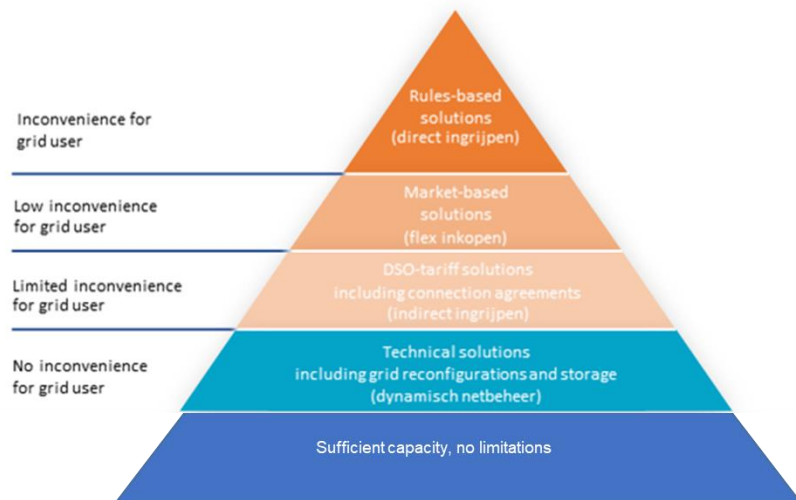 Inconvenience for
grid user
Rules-based
solutions
(direct ingrijpen)
Low inconvenience
for grid user
Market-based
solutions
(flex inkopen)
Limited inconvenience
for grid user
DSO-tariff solutions
including connection agreements
(indirect ingrijpen)
No inconvenience
for grid user
Technical solutions
including grid reconfigurations and storage
(dynamisch netbeheer)
Sufficient capacity, no limitations